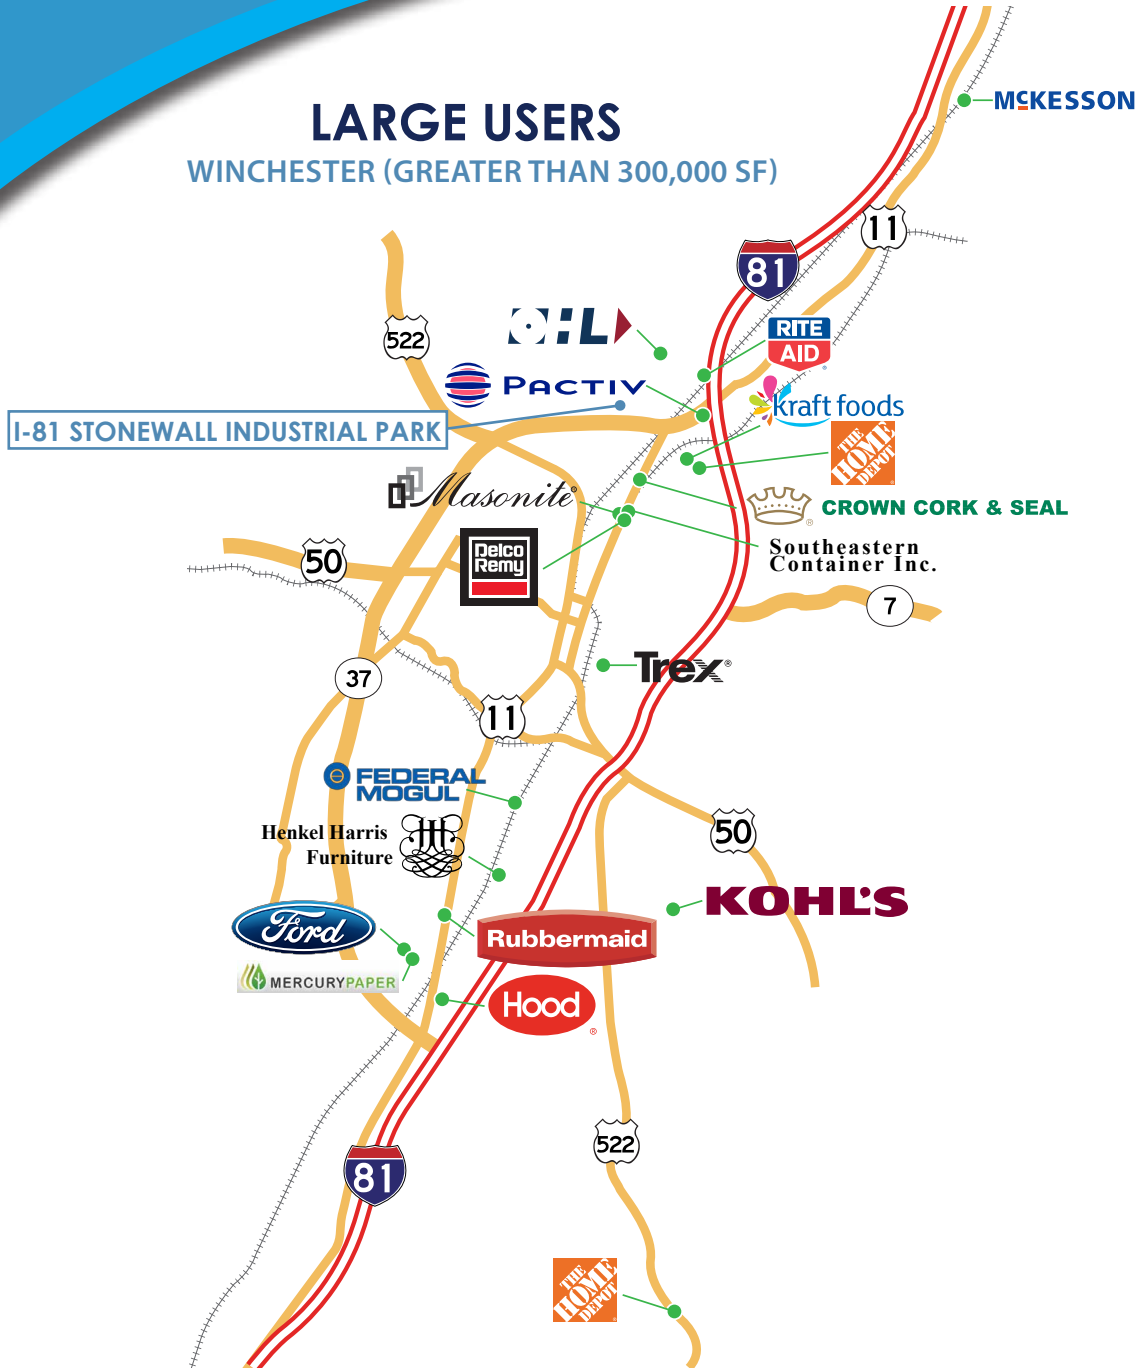 LARGE USERS
WINCHESTER (GREATER THAN 300,000 SF)
McKESSON
11
81
522
OHL
RITE
AID
®
PACTIV
kraft foods
I-81 STONEWALL INDUSTRIAL PARK
THE
HOME
DEPOT
®
Masonite®
CROWN CORK & SEAL
®
Delco
Remy
Southeastern
Container Inc.
50
7
Trex®
37
11
FEDERAL
MOGUL
50
Henkel Harris
Furniture
HH
KOHL'S
Ford
Rubbermaid
MERCURYPAPER
Hood
®
522
81
THE
HOME
DEPOT
®